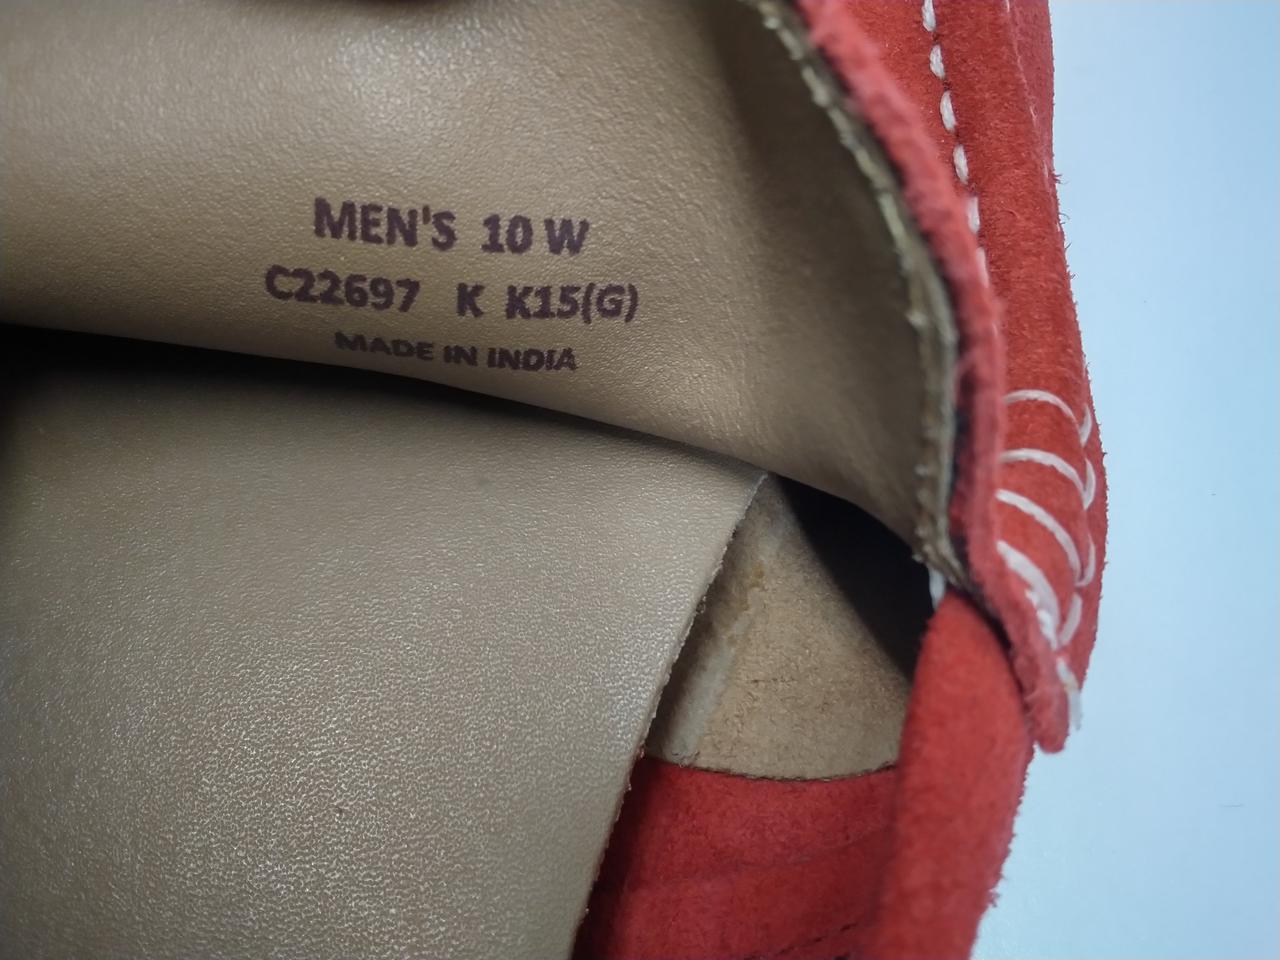 MEN'S 10 W
C22697 K K15(G)
MADE IN INDIA